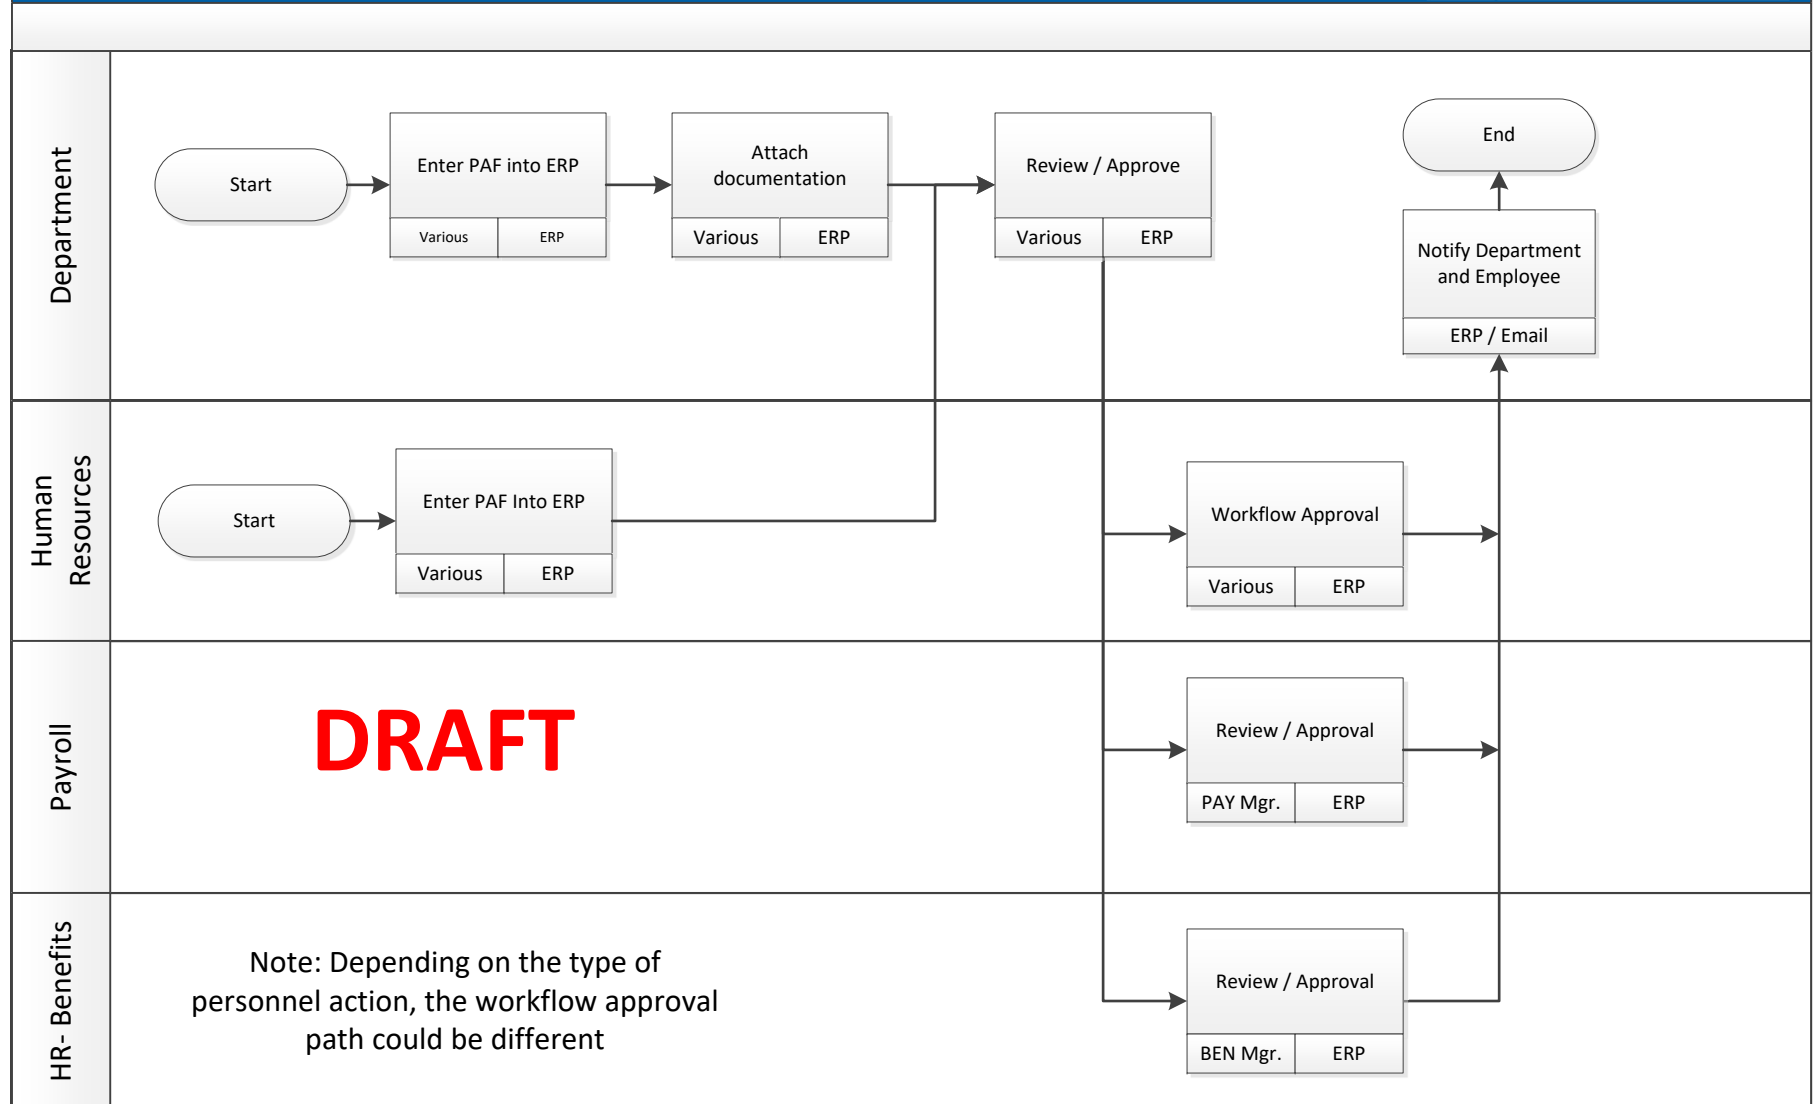 Department
Start
Enter PAF into ERP
Various
ERP
Attach
documentation
Various
ERP
Review / Approve
Various
ERP
End
Notify Department
and Employee
ERP / Email
Human
Resources
Start
Enter PAF Into ERP
Various
ERP
Workflow Approval
Various
ERP
Payroll
DRAFT
Review / Approval
PAY Mgr.
ERP
HR- Benefits
Note: Depending on the type of
personnel action, the workflow approval
path could be different
Review / Approval
BEN Mgr.
ERP